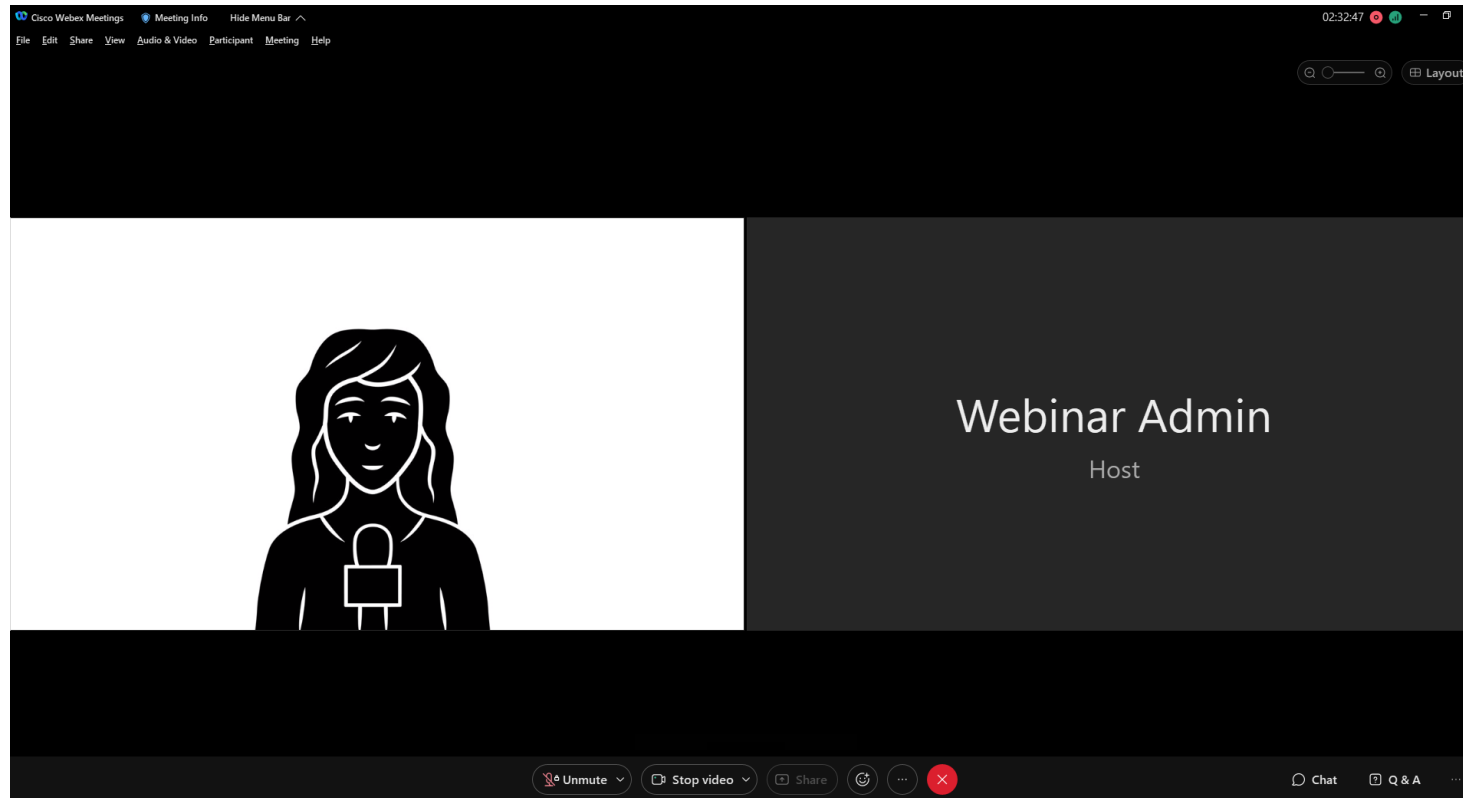 Cisco Webex Meetings Meeting Info Hide Menu Bar 02:32:47
File Edit Share View Audio & Video Participant Meeting Help
Layout
Webinar Admin
Host
Unmute Stop video Share Chat Q & A